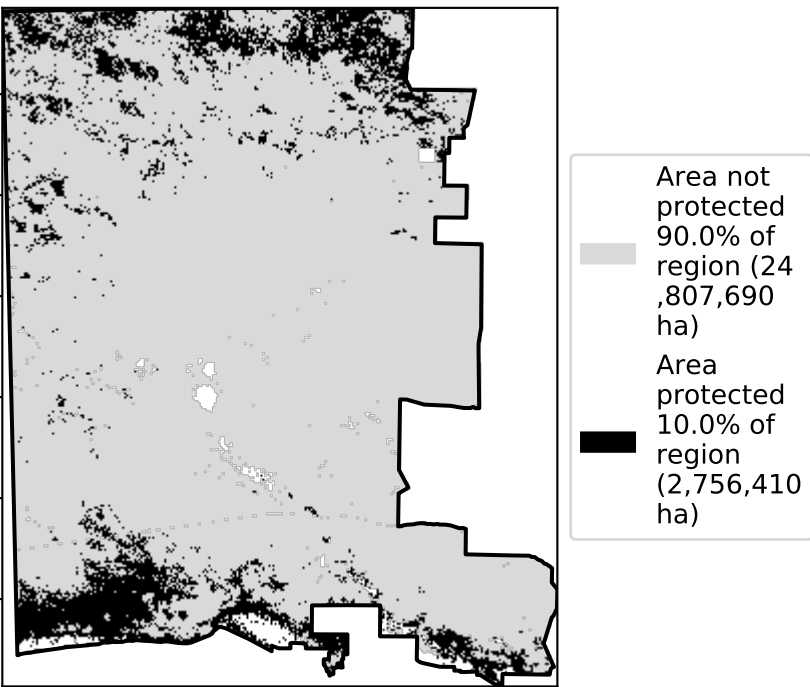 Area not
protected
90.0% of
region (24
,807,690
ha)
Area
protected
10.0% of
region
(2,756,410
ha)